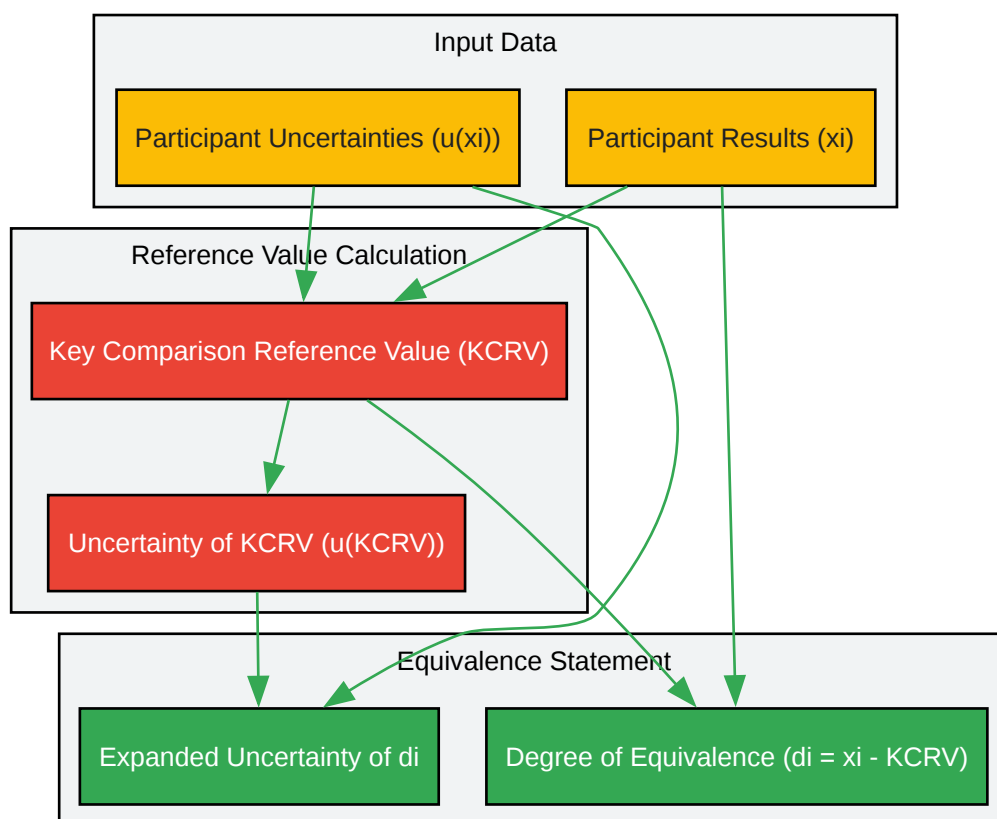 Input Data
Participant Uncertainties (u(xi))
Participant Results (xi)
Reference Value Calculation
Key Comparison Reference Value (KCRV)
Uncertainty of KCRV (u(KCRV))
Equivalence Statement
Expanded Uncertainty of di
Degree of Equivalence (di = xi - KCRV)